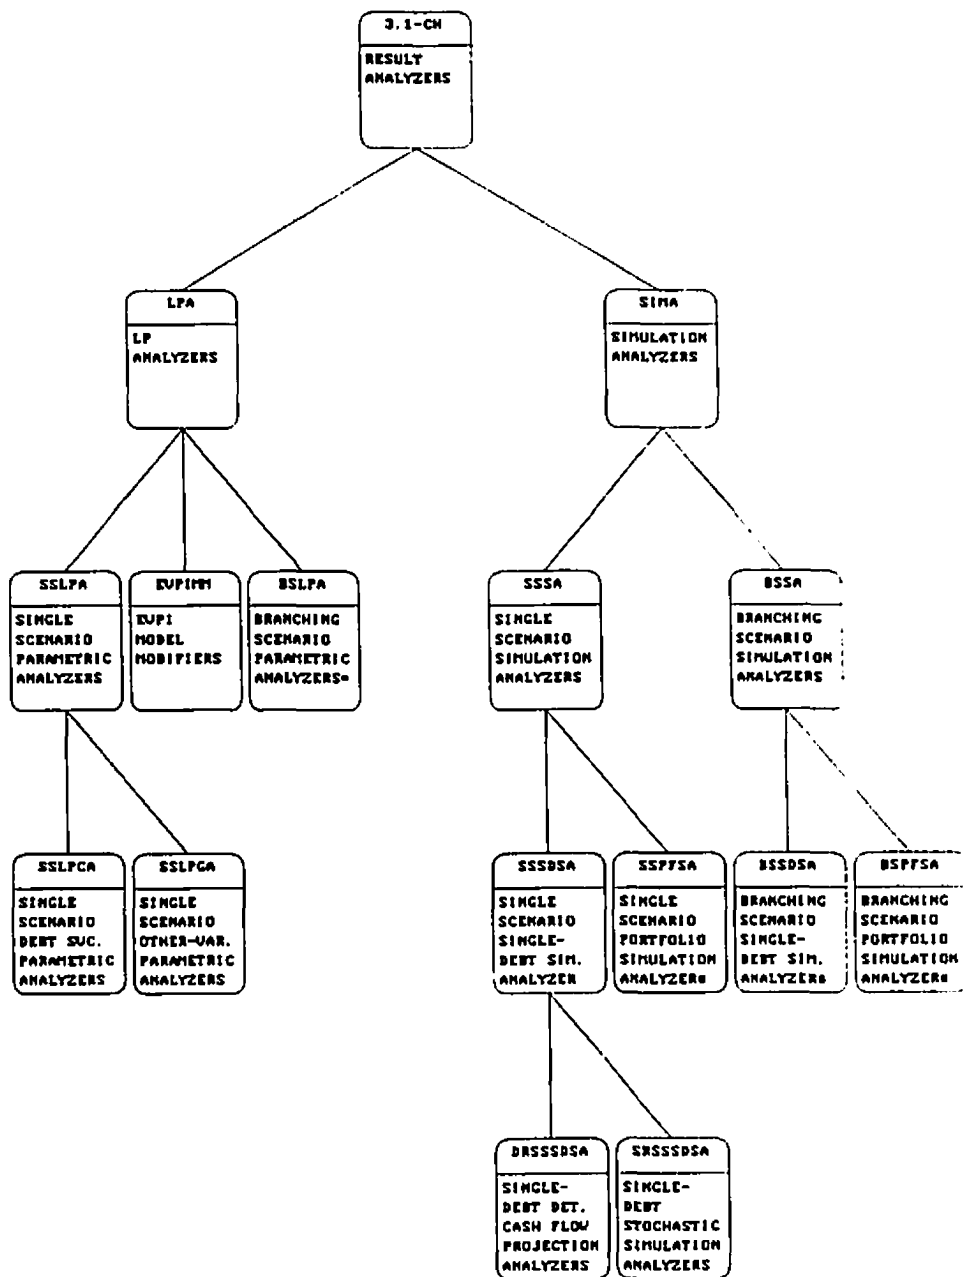 3.1-CH
RESULT
ANALYZERS
LPA
LP
ANALYZERS
SIMA
SIMULATION
ANALYZERS
SSLPA
SINGLE
SCENARIO
PARAMETRIC
ANALYZERS
EVPIMM
EVPI
MODEL
MODIFIERS
BSLPA
BRANCHING
SCENARIO
PARAMETRIC
ANALYZERS=
SSSA
SINGLE
SCENARIO
SIMULATION
ANALYZERS
BSSA
BRANCHING
SCENARIO
SIMULATION
ANALYZERS
SSLPCA
SINGLE
SCENARIO
DEBT SUC.
PARAMETRIC
ANALYZERS
SSLPGA
SINGLE
SCENARIO
OTHER-VAR.
PARAMETRIC
ANALYZERS
SSSDSA
SINGLE
SCENARIO
SINGLE-
DEBT SIM.
ANALYZER
SSPFSA
SINGLE
SCENARIO
PORTFOLIO
SIMULATION
ANALYZER=
BSSDSA
BRANCHING
SCENARIO
SINGLE-
DEBT SIM.
ANALYZERS
BSPFSA
BRANCHING
SCENARIO
PORTFOLIO
SIMULATION
ANALYZER=
DRSSSDSA
SINGLE-
DEBT DET.
CASH FLOW
PROJECTION
ANALYZERS
SRSSSDSA
SINGLE-
DEBT
STOCHASTIC
SIMULATION
ANALYZERS